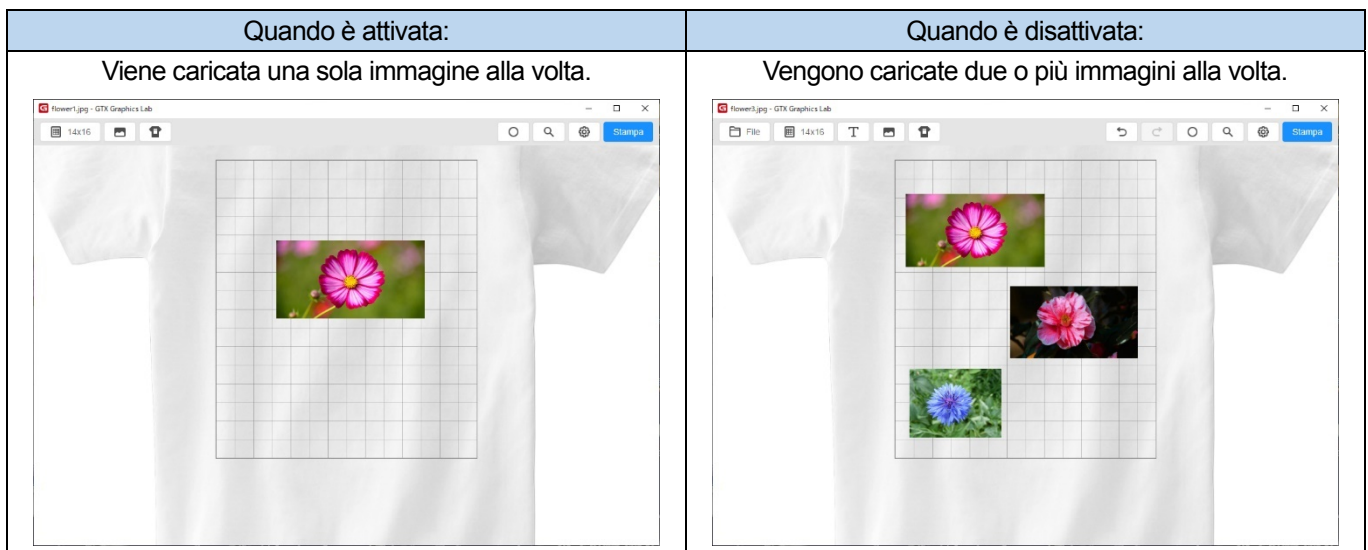 Quando è attivata:
Quando è disattivata:
Viene caricata una sola immagine alla volta.
Vengono caricate due o più immagini alla volta.
flower1.jpg - GTX Graphics Lab
14x16
Stampa
flower3.jpg - GTX Graphics Lab
File
14x16
T
Stampa